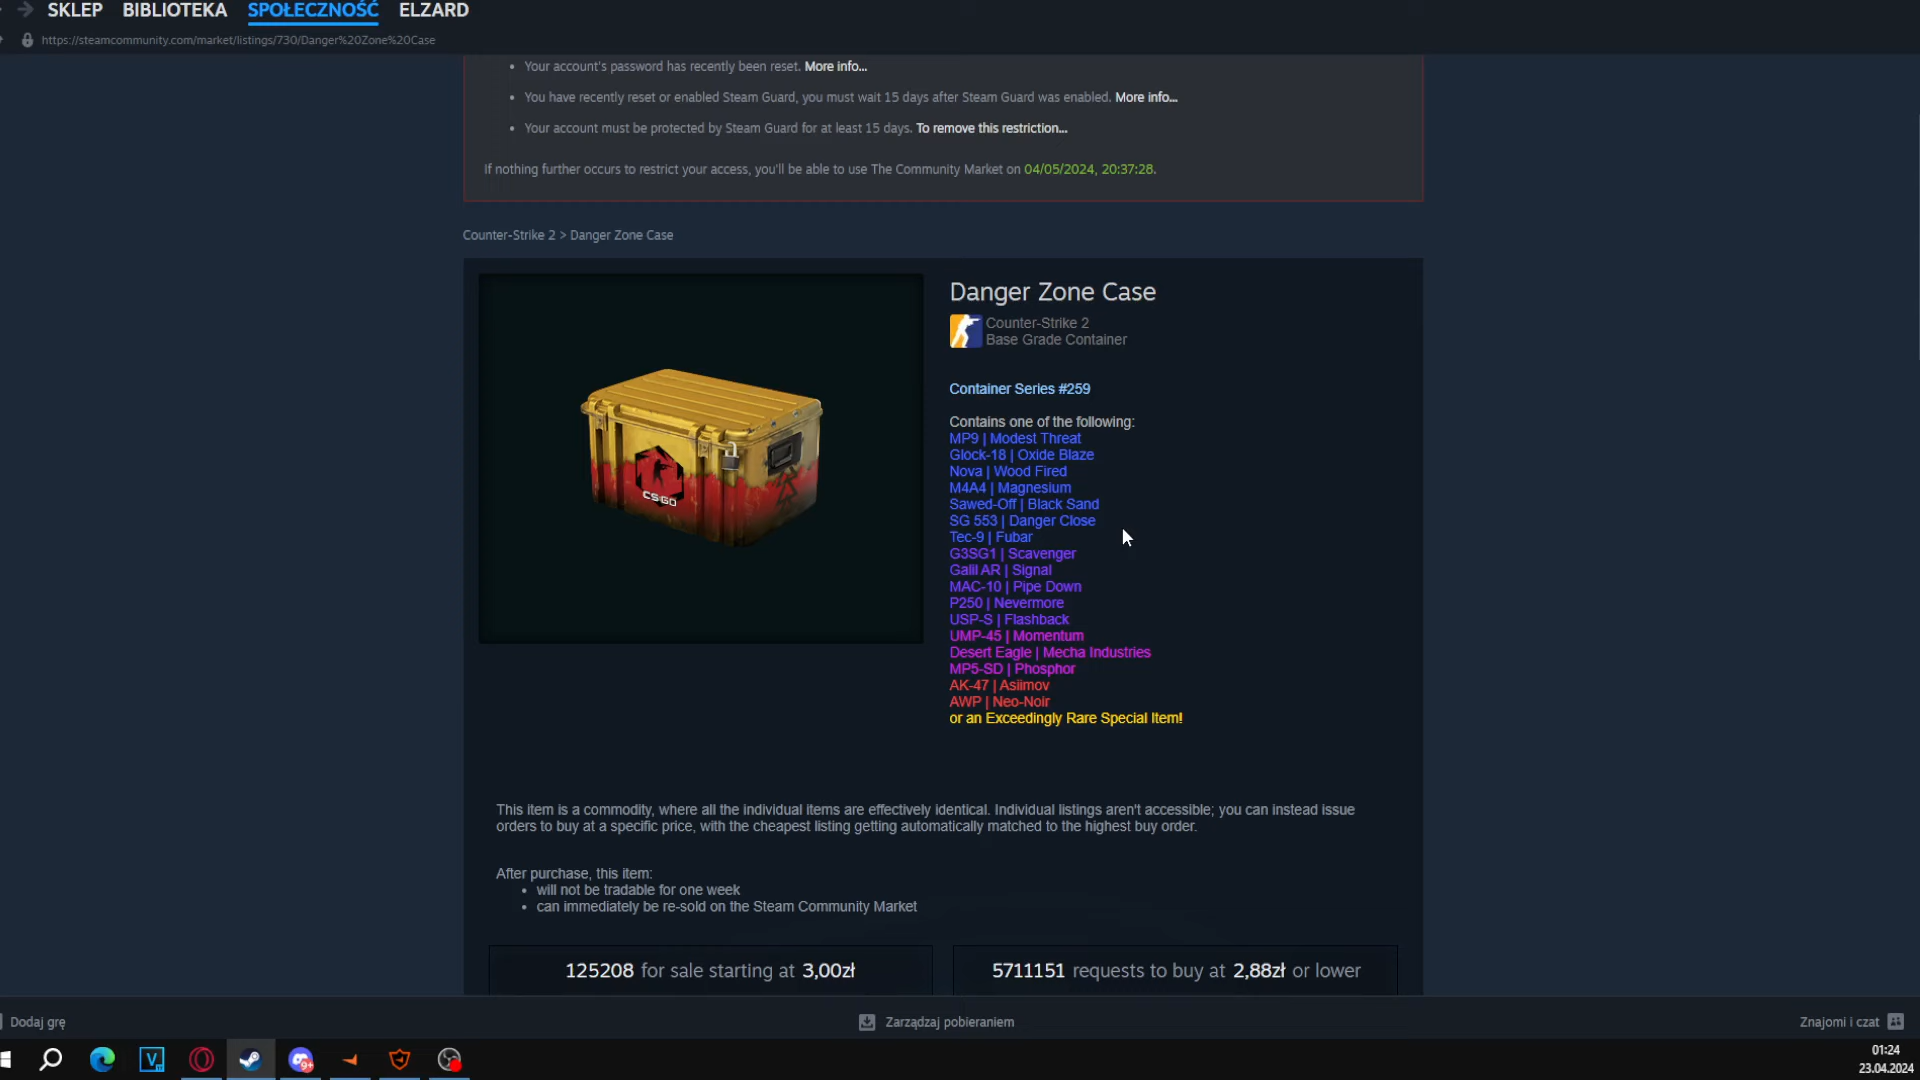 SKLEP BIBLIOTEKA SPOŁECZNOŚĆ ELZARD
https://steamcommunity.com/market/listings/730/Danger%20Zone%20Case
Your account's password has recently been reset. More info...
You have recently reset or enabled Steam Guard, you must wait 15 days after Steam Guard was enabled. More info...
Your account must be protected by Steam Guard for at least 15 days. To remove this restriction...
If nothing further occurs to restrict your access, you'll be able to use The Community Market on 04/05/2024, 20:37:28.
Counter-Strike 2 > Danger Zone Case
Danger Zone Case
Counter-Strike 2
Base Grade Container
Container Series #259
Contains one of the following:
MP9 | Modest Threat
Glock-18 | Oxide Blaze
Nova | Wood Fired
M4A4 | Magnesium
Sawed-Off | Black Sand
SG 553 | Danger Close
Tec-9 | Fubar
G3SG1 | Scavenger
Galil AR | Signal
MAC-10 | Pipe Down
P250 | Nevermore
USP-S | Flashback
UMP-45 | Momentum
Desert Eagle | Mecha Industries
MP5-SD | Phosphor
AK-47 | Asiimov
AWP | Neo-Noir
or an Exceedingly Rare Special Item!
CS:GO
This item is a commodity, where all the individual items are effectively identical. Individual listings aren't accessible; you can instead issue
orders to buy at a specific price, with the cheapest listing getting automatically matched to the highest buy order.
After purchase, this item:
will not be tradable for one week
can immediately be re-sold on the Steam Community Market
125208 for sale starting at 3,00zł
5711151 requests to buy at 2,88zł or lower
Dodaj grę
Zarządzaj pobieraniem
Znajomi i czat
V
9+
01:24
23.04.2024